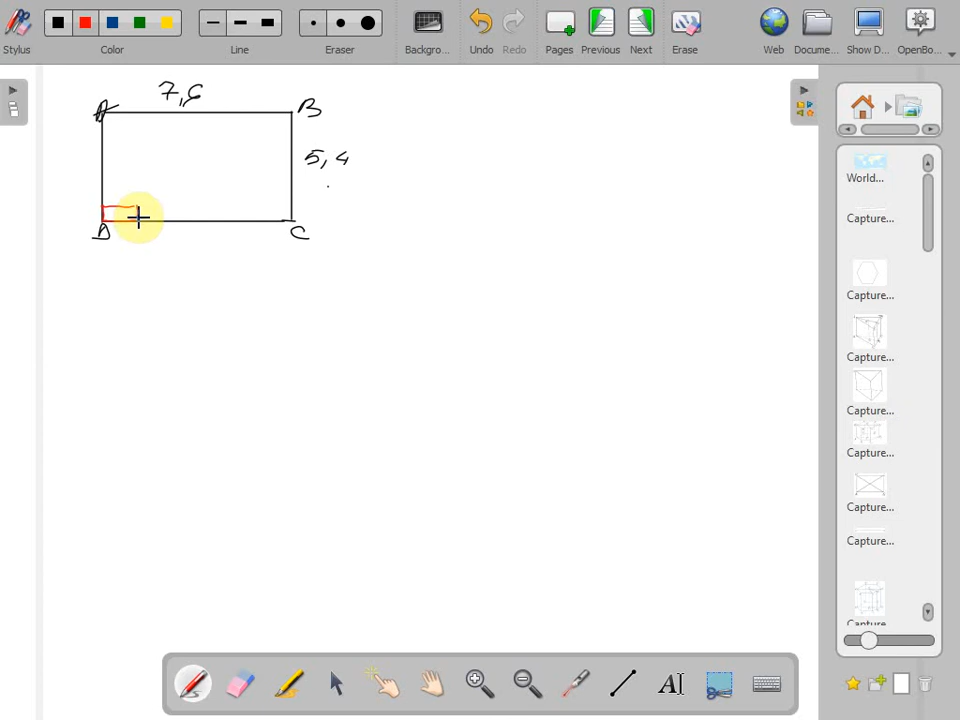 Stylus
Color
Line
Eraser
Backgro...
Undo
Redo
Pages
Previous
Next
Erase
Web
Docume...
Show D...
OpenBo...
7,6
A
B
5,4
D
C
World...
Capture...
Capture...
Capture...
Capture...
Capture...
Capture...
Capture...
Capture
A